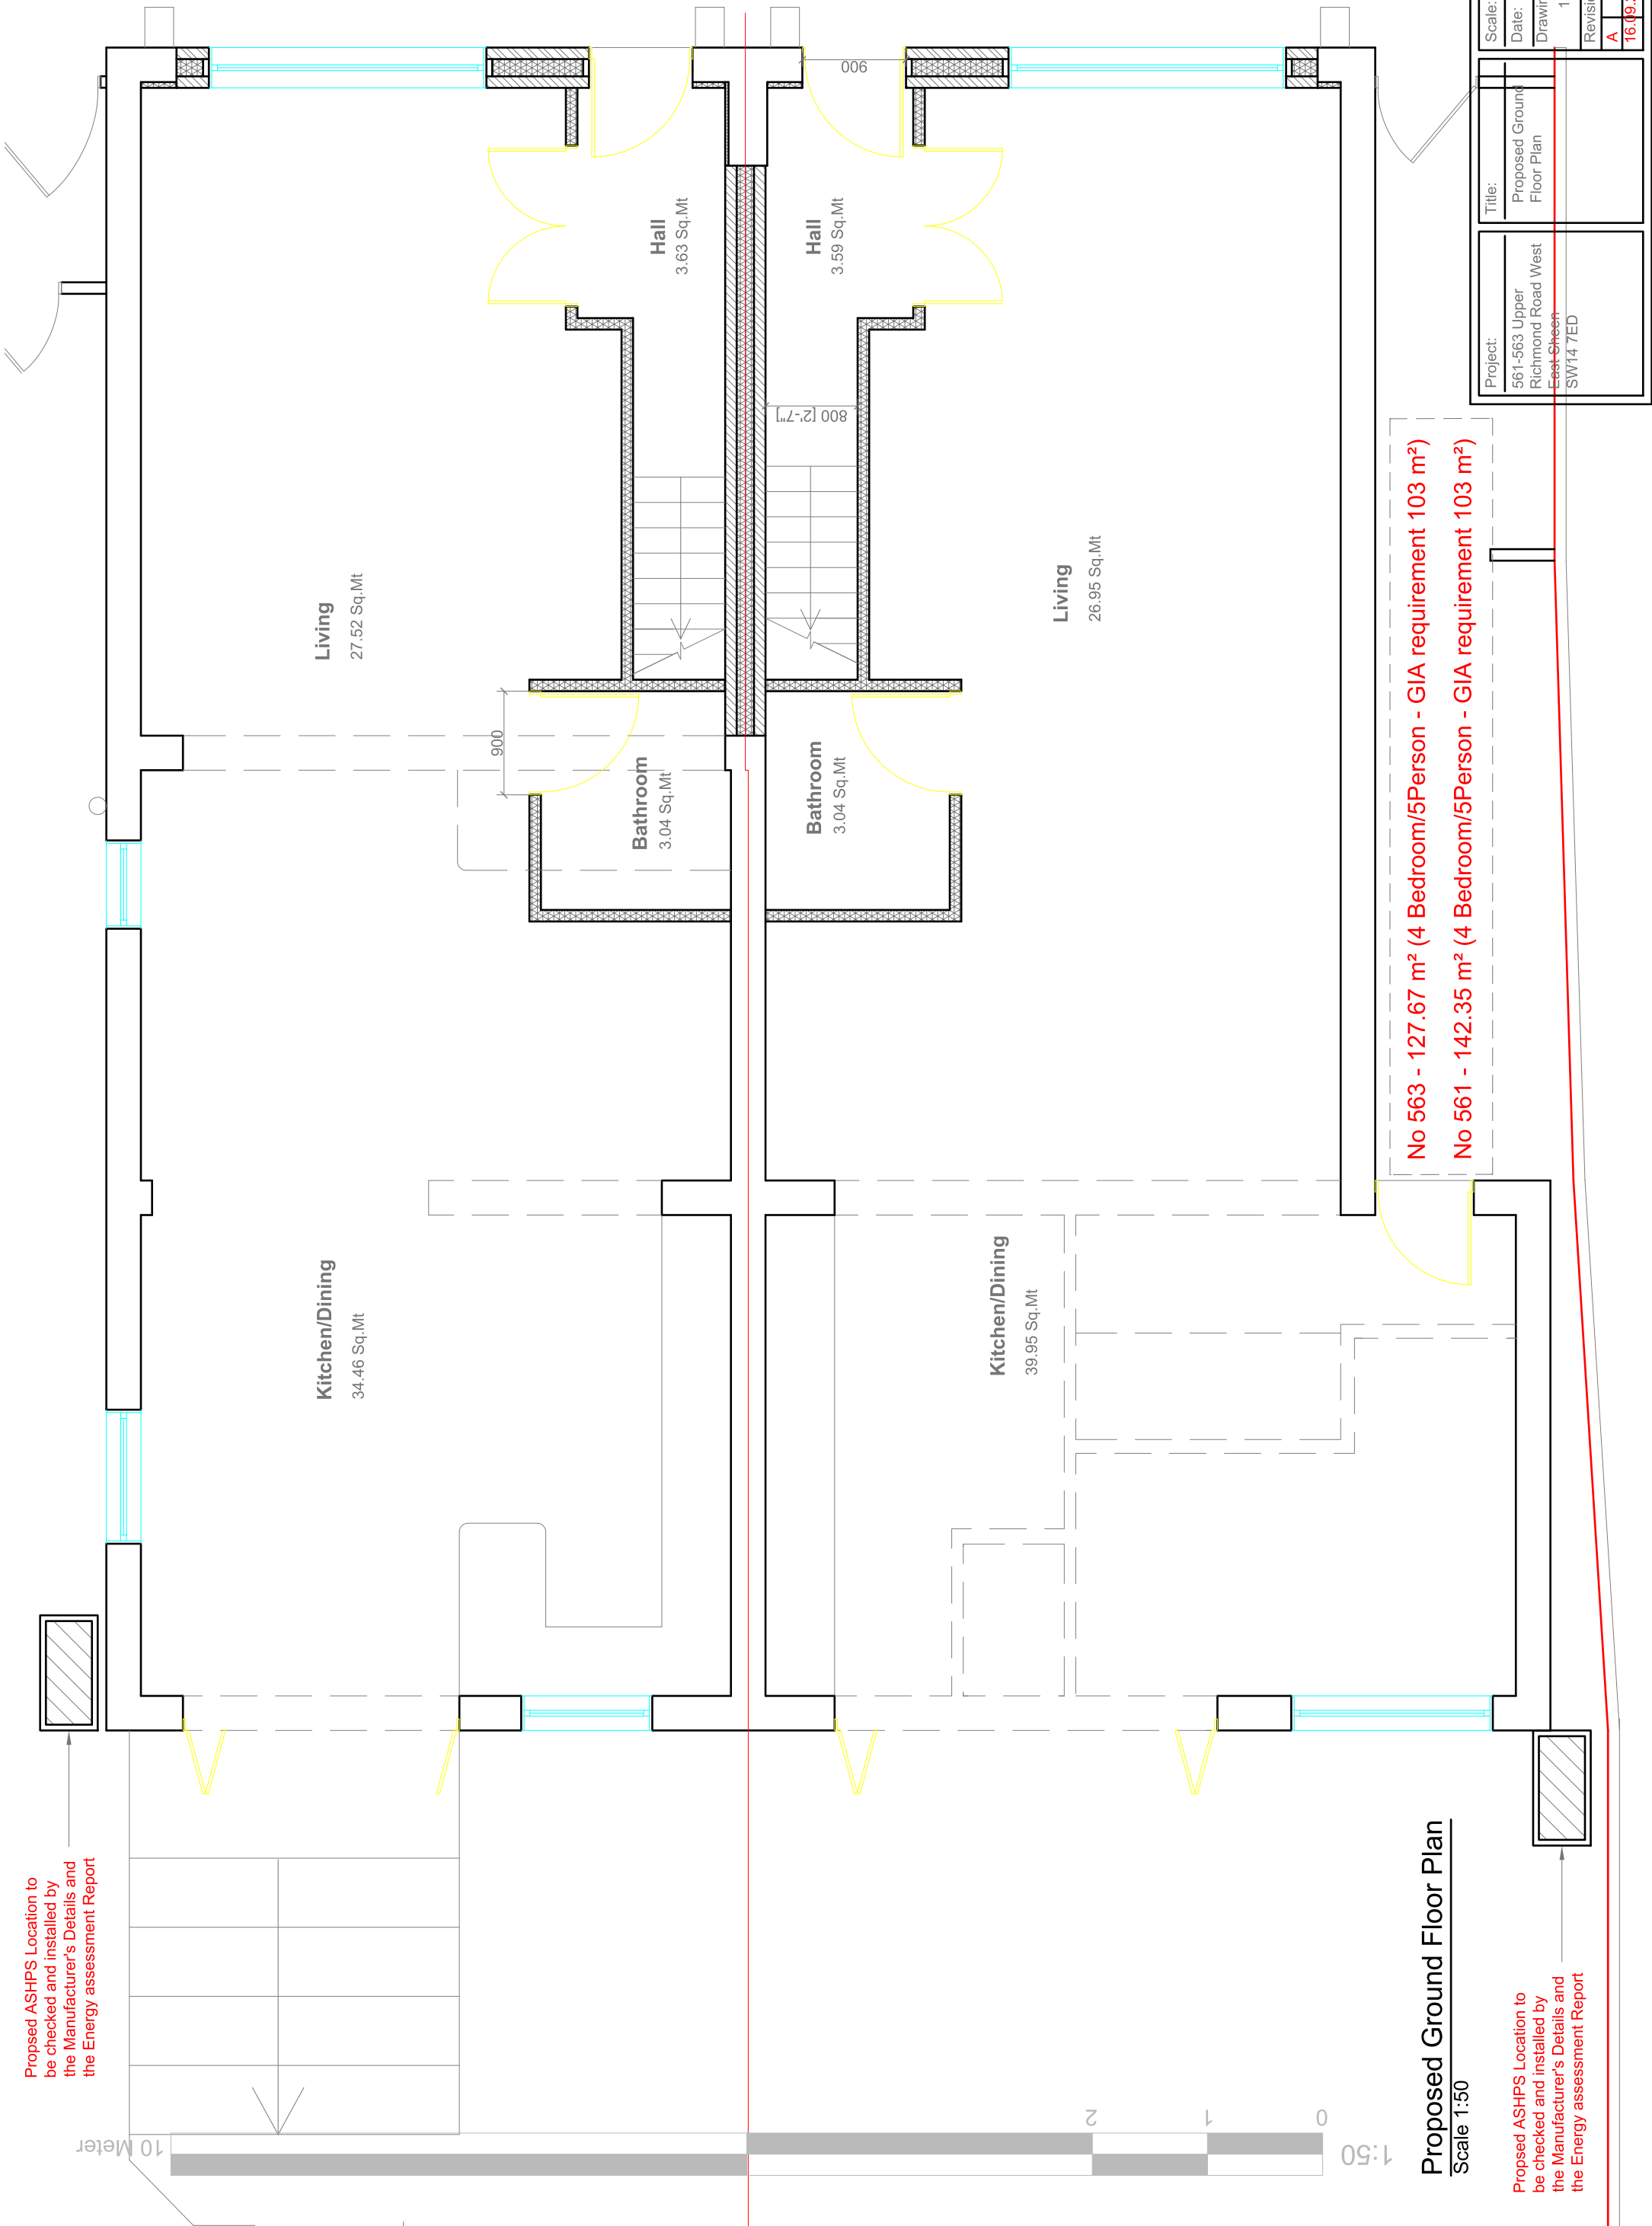 Propsed ASHPS Location to
be checked and installed by
the Manufacturer's Details and
the Energy assessment Report
Living
27.52 Sq.Mt
Hall
3.63 Sq.Mt
Hall
3.59 Sq.Mt
900
800 [2'-7"]
900
Bathroom
3.04 Sq.Mt
Bathroom
3.04 Sq.Mt
Living
26.95 Sq.Mt
Kitchen/Dining
34.46 Sq.Mt
Kitchen/Dining
39.95 Sq.Mt
No 563 - 127.67 m² (4 Bedroom/5Person - GIA requirement 103 m²)
No 561 - 142.35 m² (4 Bedroom/5Person - GIA requirement 103 m²)
10 Meter
2
1
0
1:50
Proposed Ground Floor Plan
Scale 1:50
Propsed ASHPS Location to
be checked and installed by
the Manufacturer's Details and
the Energy assessment Report
Project:
561-563 Upper
Richmond Road West
East Sheen
SW14 7ED
Title:
Proposed Ground
Floor Plan
Scale:
Date:
1
A
16.09.